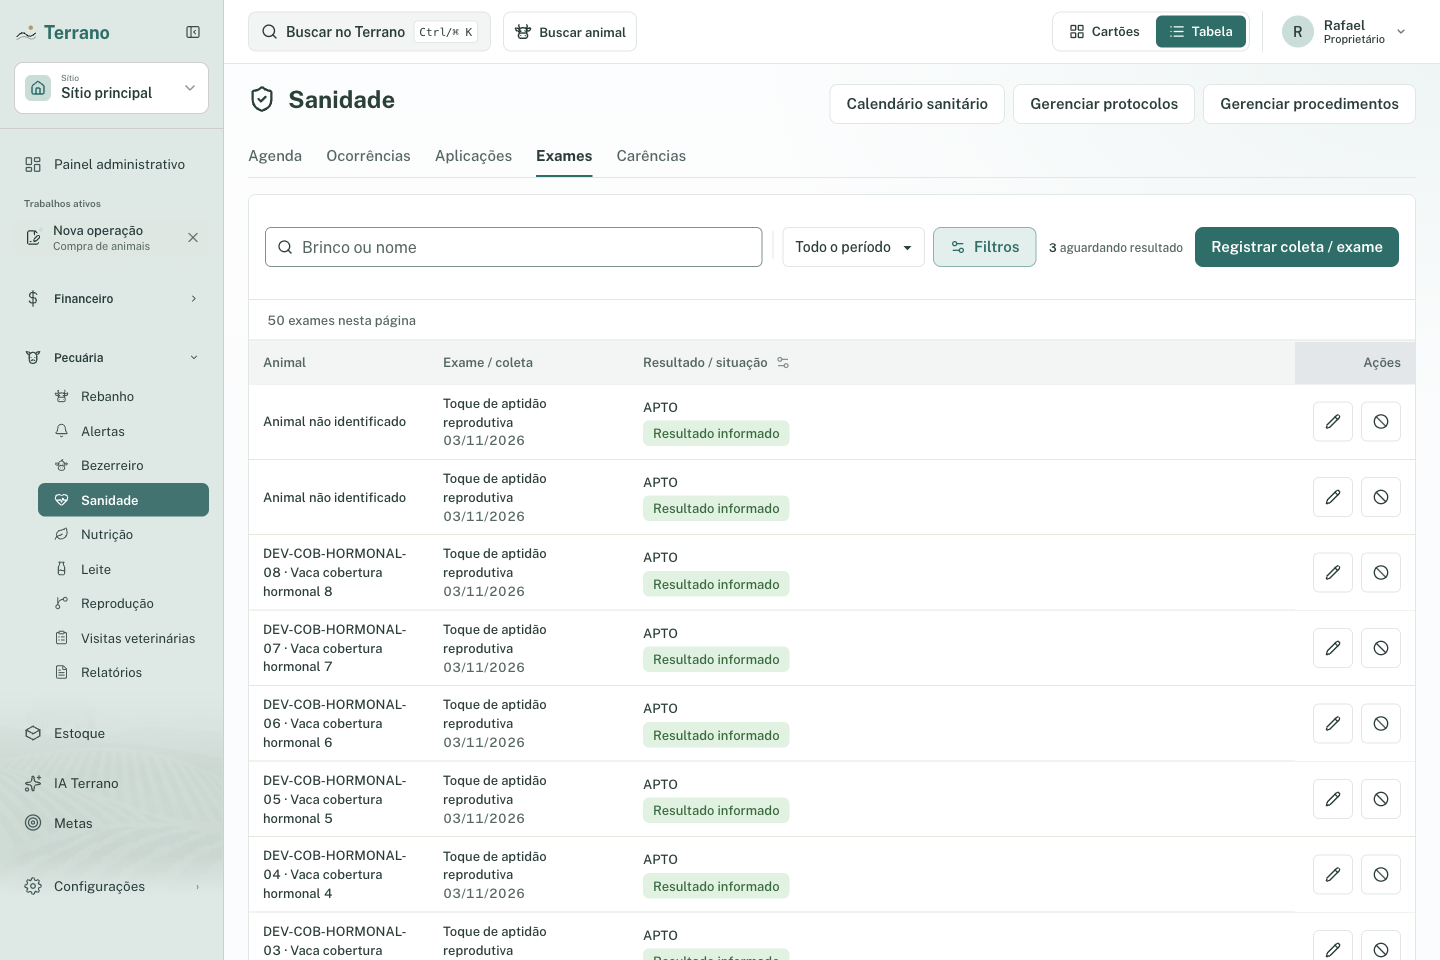 Terrano
Sítio
Sítio principal
Painel administrativo
Trabalhos ativos
Nova operação
Compra de animais
Financeiro
Pecuária
Rebanho
Alertas
Bezerreiro
Sanidade
Nutrição
Leite
Reprodução
Visitas veterinárias
Relatórios
Estoque
IA Terrano
Metas
Configurações
Buscar no Terrano Ctrl/⌘ K
Buscar animal
Cartões
Tabela
R
Rafael
Proprietário
Sanidade
Calendário sanitário
Gerenciar protocolos
Gerenciar procedimentos
Agenda
Ocorrências
Aplicações
Exames
Carências
Brinco ou nome
Todo o período
Filtros
3 aguardando resultado
Registrar coleta / exame
50 exames nesta página
Animal
Exame / coleta
Resultado / situação
Ações
Animal não identificado
Toque de aptidão
reprodutiva
03/11/2026
APTO
Resultado informado
Animal não identificado
Toque de aptidão
reprodutiva
03/11/2026
APTO
Resultado informado
DEV-COB-HORMONAL-
08 · Vaca cobertura
hormonal 8
Toque de aptidão
reprodutiva
03/11/2026
APTO
Resultado informado
DEV-COB-HORMONAL-
07 · Vaca cobertura
hormonal 7
Toque de aptidão
reprodutiva
03/11/2026
APTO
Resultado informado
DEV-COB-HORMONAL-
06 · Vaca cobertura
hormonal 6
Toque de aptidão
reprodutiva
03/11/2026
APTO
Resultado informado
DEV-COB-HORMONAL-
05 · Vaca cobertura
hormonal 5
Toque de aptidão
reprodutiva
03/11/2026
APTO
Resultado informado
DEV-COB-HORMONAL-
04 · Vaca cobertura
hormonal 4
Toque de aptidão
reprodutiva
03/11/2026
APTO
Resultado informado
DEV-COB-HORMONAL-
03 · Vaca cobertura
Toque de aptidão
reprodutiva
APTO
Resultado informado